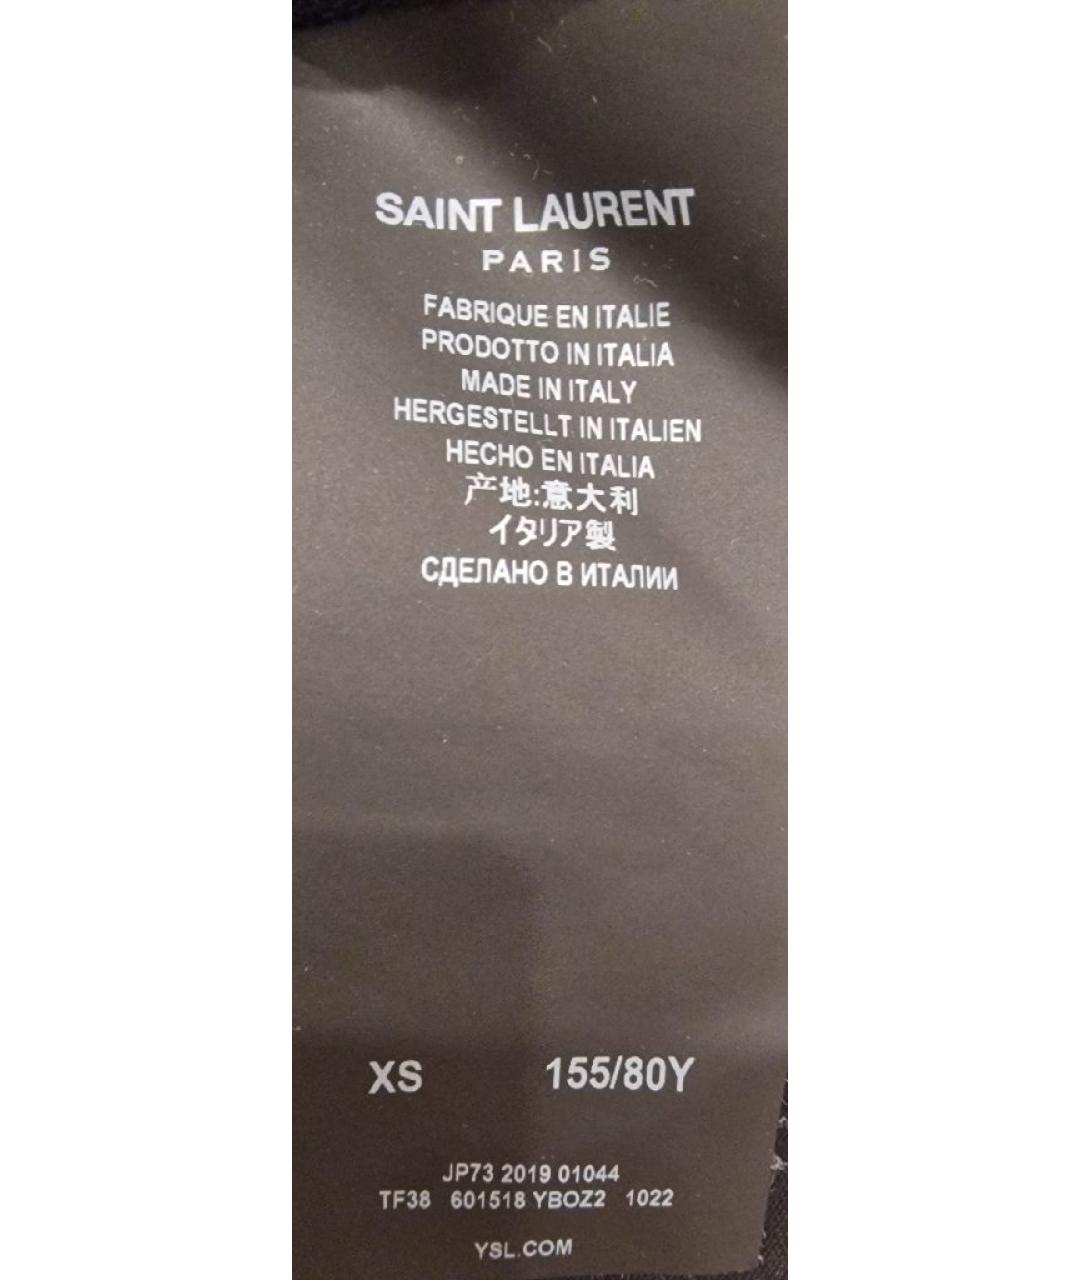 SAINT LAURENT
PARIS
FABRIQUE EN ITALIE
PRODOTTO IN ITALIA
MADE IN ITALY
HERGESTELLT IN ITALIEN
HECHO EN ITALIA
产地:意大利
イタリア製
СДЕЛАНО В ИТАЛИИ
XS 155/80Y
JP73 2019 01044
TF38 601518 YBOZ2 1022
YSL.COM